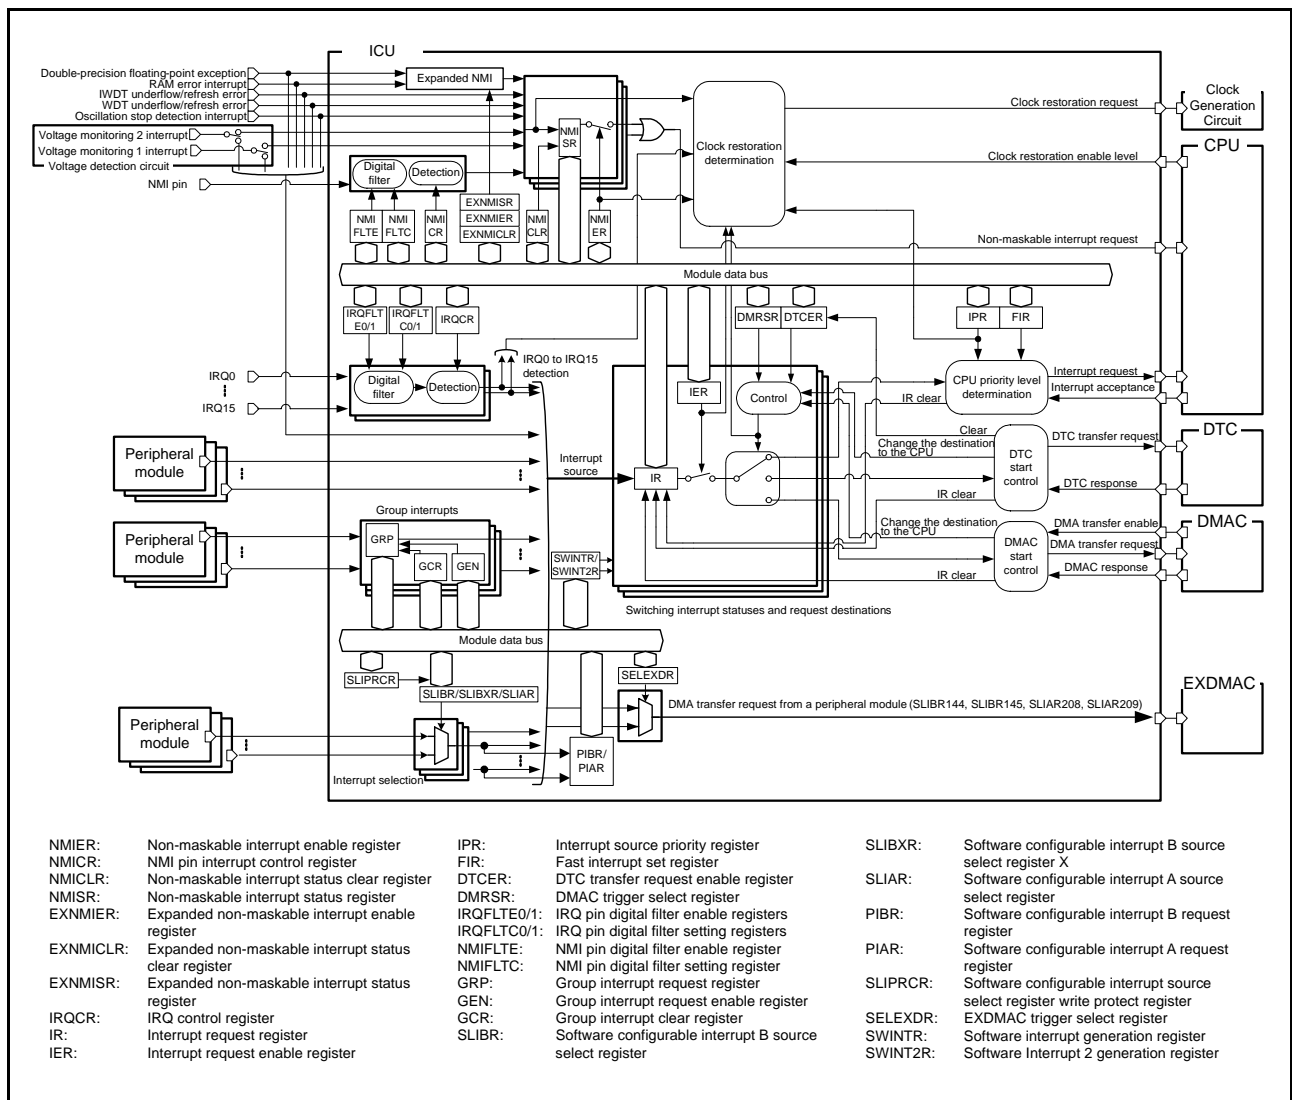 ICU
Double-precision floating-point exception
RAM error interrupt
IWDT underflow/refresh error
WDT underflow/refresh error
Oscillation stop detection interrupt
Voltage monitoring 2 interrupt
Voltage monitoring 1 interrupt
Voltage detection circuit
NMI pin
Expanded NMI
NMI
SR
Digital
filter
Detection
EXNMISR
EXNMIER
EXNMICLR
NMI
FLTE
NMI
FLTC
NMI
CR
NMI
CLR
NMI
ER
Clock restoration
determination
Clock restoration request
Clock restoration enable level
Non-maskable interrupt request
Clock
Generation
Circuit
CPU
Module data bus
IRQFLT
E0/1
IRQFLT
C0/1
IRQCR
DMRSR
DTCER
IPR
FIR
IRQ0
IRQ15
Digital
filter
Detection
IRQ0 to IRQ15
detection
IER
Control
CPU priority level
determination
Interrupt request
Interrupt acceptance
IR clear
Clear
Change the destination
to the CPU
DTC
start
control
DTC transfer request
DTC response
DTC
Peripheral
module
Interrupt
source
IR
IR clear
Peripheral
module
Group interrupts
GRP
GCR
GEN
SWINTR/
SWINT2R
Change the destination
to the CPU
DMAC
start
control
DMA transfer enable
DMA transfer request
DMAC response
DMAC
IR clear
Switching interrupt statuses and request destinations
Module data bus
SLIPRCR
SLIBR/SLIBXR/SLIAR
SELEXDR
DMA transfer request from a peripheral module (SLIBR144, SLIBR145, SLIAR208, SLIAR209)
EXDMAC
Peripheral
module
Interrupt selection
PIBR/
PIAR
NMIER: Non-maskable interrupt enable register
NMICR: NMI pin interrupt control register
NMICLR: Non-maskable interrupt status clear register
NMISR: Non-maskable interrupt status register
EXNMIER: Expanded non-maskable interrupt enable
register
EXNMICLR: Expanded non-maskable interrupt status
clear register
EXNMISR: Expanded non-maskable interrupt status
register
IRQCR: IRQ control register
IR: Interrupt request register
IER: Interrupt request enable register
IPR: Interrupt source priority register
FIR: Fast interrupt set register
DTCER: DTC transfer request enable register
DMRSR: DMAC trigger select register
IRQFLTE0/1: IRQ pin digital filter enable registers
IRQFLTC0/1: IRQ pin digital filter setting registers
NMIFLTE: NMI pin digital filter enable register
NMIFLTC: NMI pin digital filter setting register
GRP: Group interrupt request register
GEN: Group interrupt request enable register
GCR: Group interrupt clear register
SLIBR: Software configurable interrupt B source
select register
SLIBXR: Software configurable interrupt B source
select register X
SLIAR: Software configurable interrupt A source
select register
PIBR: Software configurable interrupt B request
register
PIAR: Software configurable interrupt A request
register
SLIPRCR: Software configurable interrupt source
select register write protect register
SELEXDR: EXDMAC trigger select register
SWINTR: Software interrupt generation register
SWINT2R: Software Interrupt 2 generation register